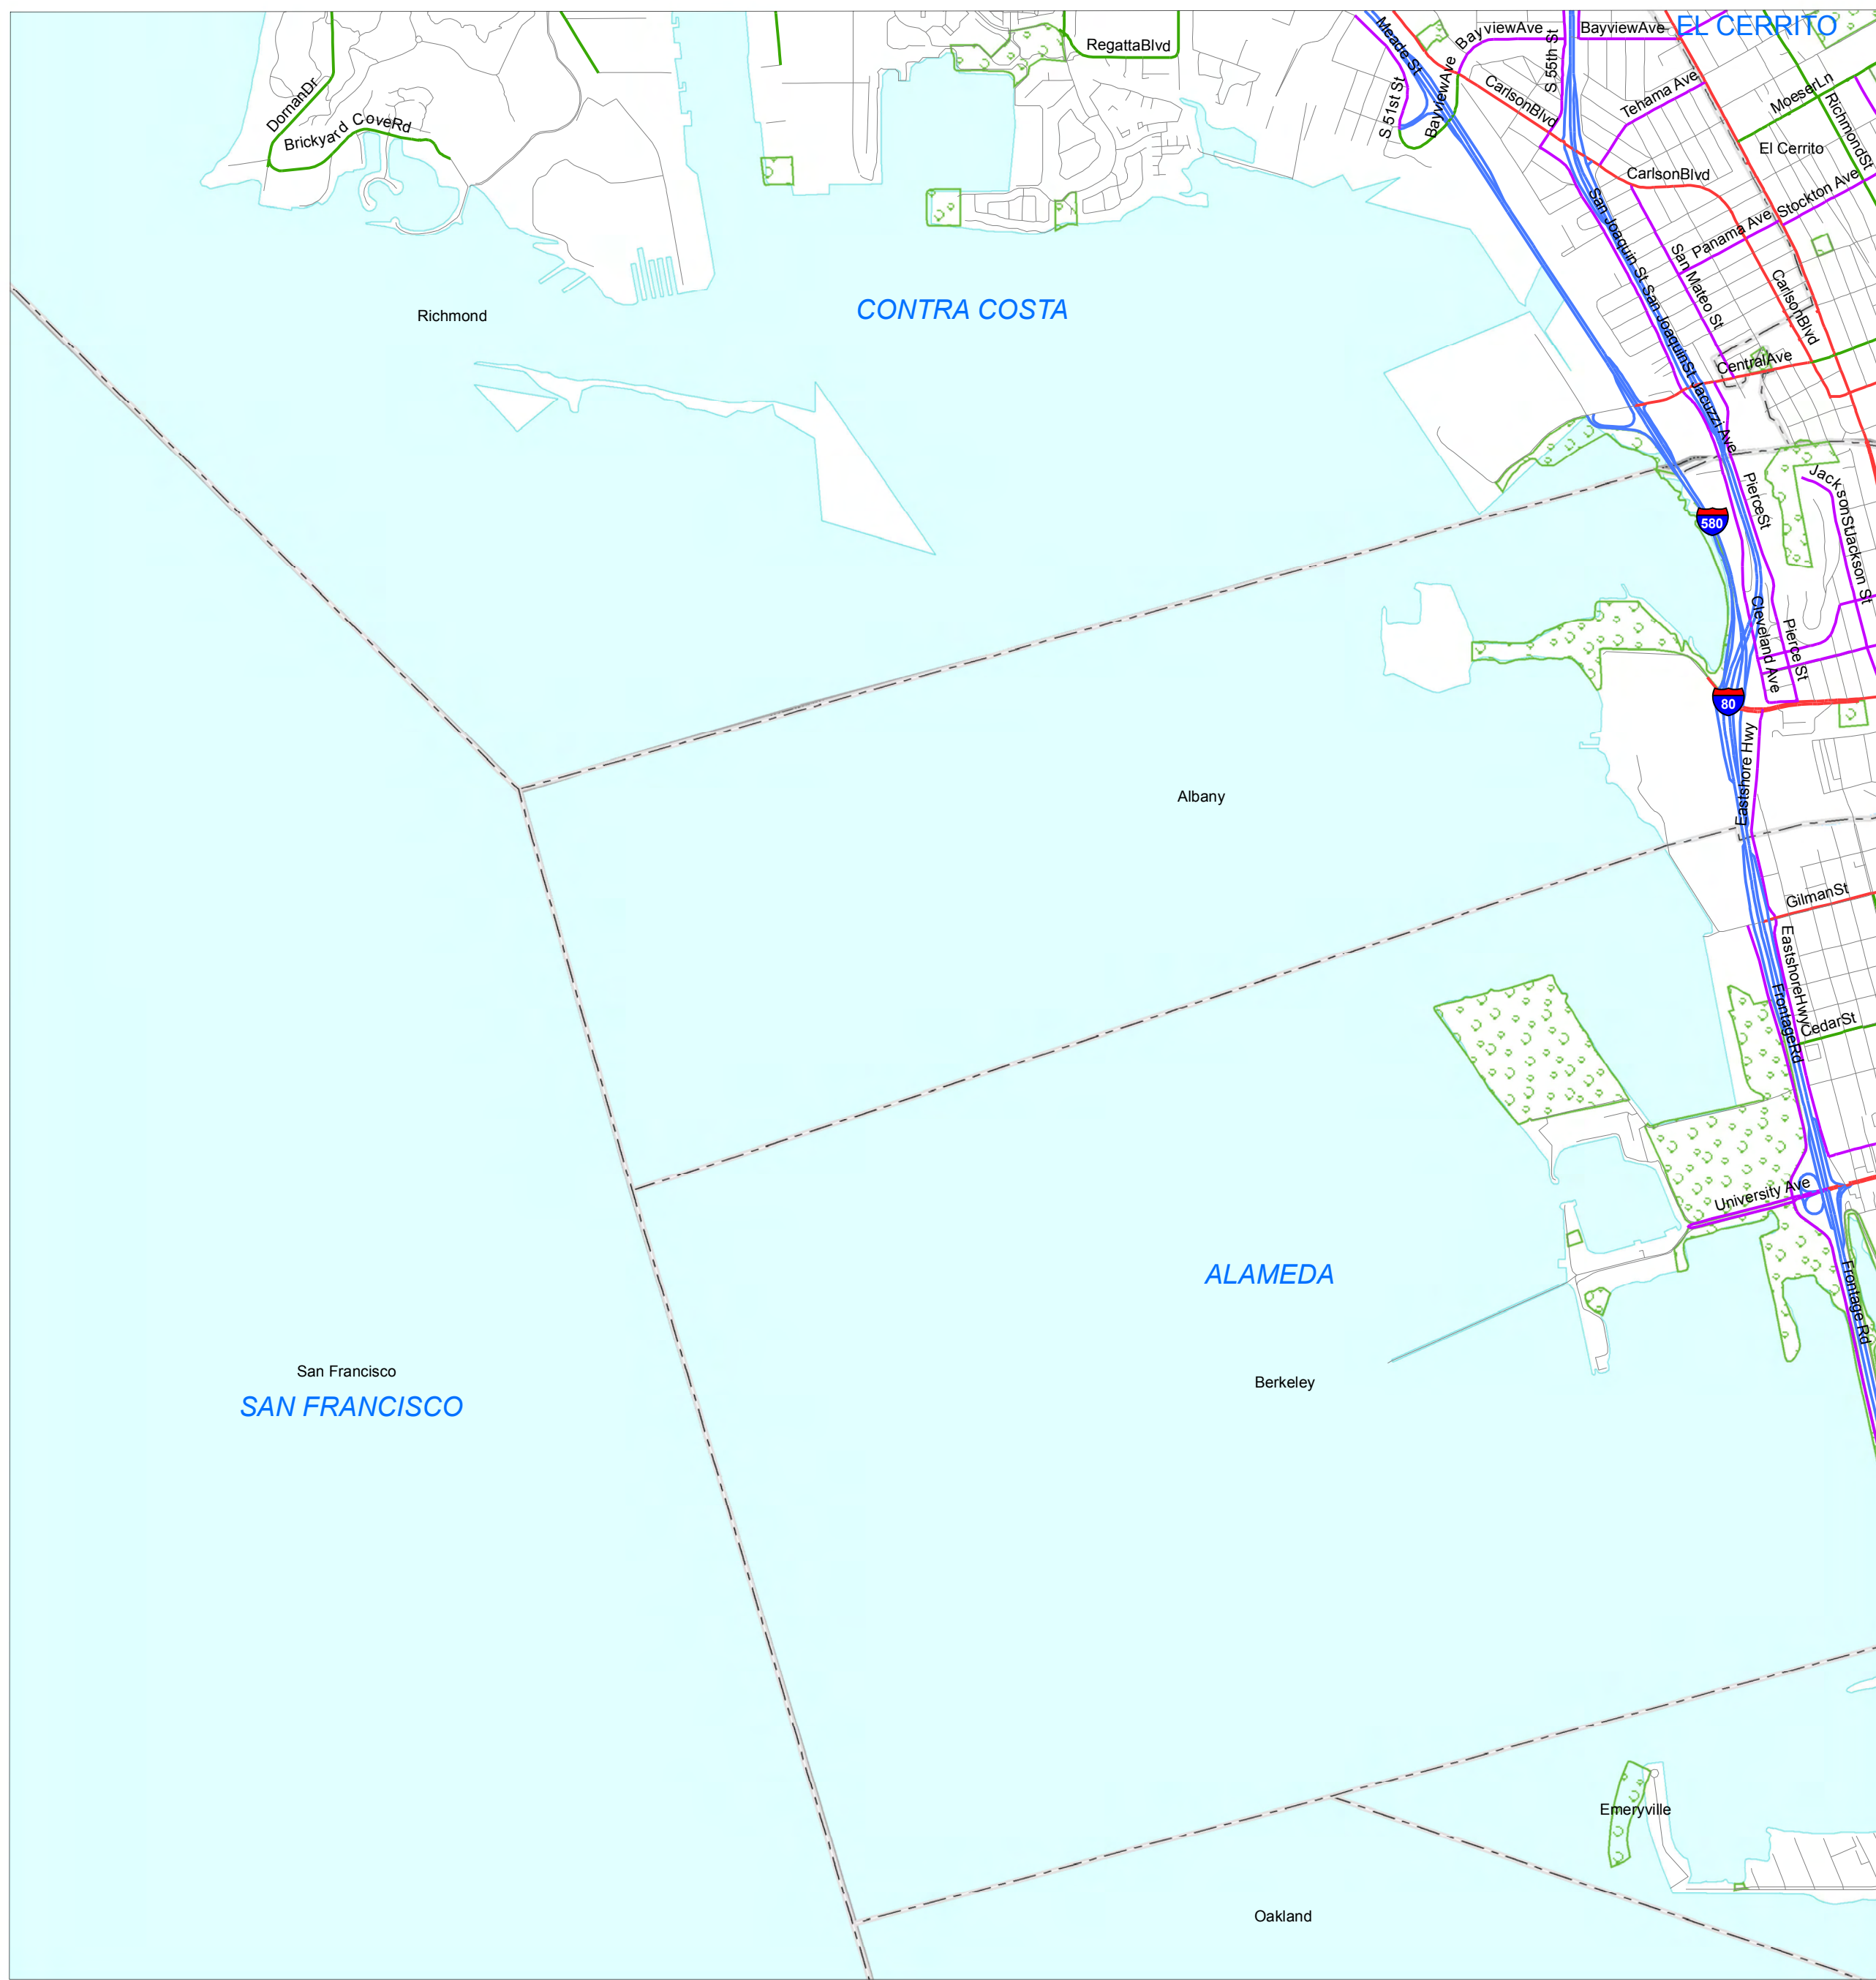 EL CERRITO
Meade St
BayviewAve
S 55th St
BayviewAve
RegattaBlvd
DornanDr
Brickyard CoveRd
S 51st St
BayviewAve
CarlsonBlvd
Tehama Ave
MoeserLn
RichmondSt
El Cerrito
CarlsonBlvd
Stockton Ave
Panama Ave
San Joaquin St
San Mateo St
San JoaquinSt
CarlsonBlvd
CONTRA COSTA
Richmond
CentralAve
Jacuzzi Ave
PierceSt
JacksonSt
Jackson St
580
Cleveland Ave
Pierce St
80
Eastshore Hwy
Albany
GilmanSt
EastshoreHwy
FrontageRd
CedarSt
University Ave
ALAMEDA
Frontage Rd
San Francisco
SAN FRANCISCO
Berkeley
Emeryville
Oakland